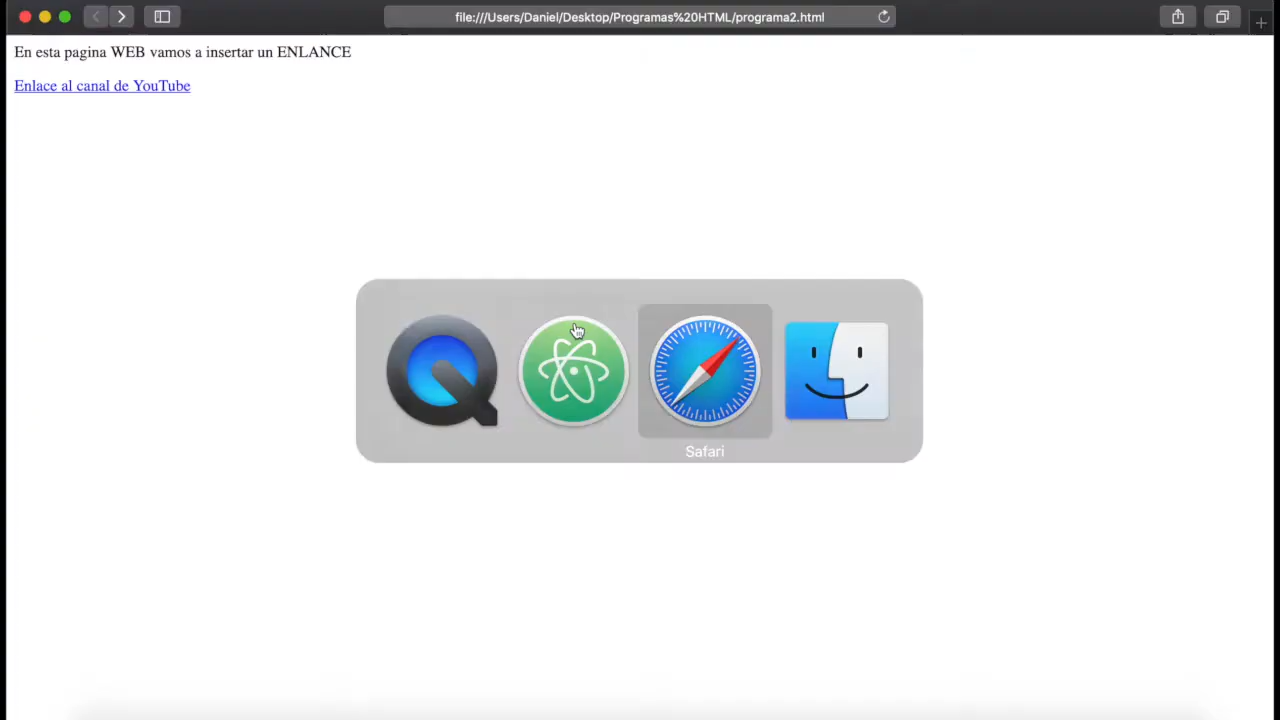 file:///Users/Daniel/Desktop/Programas%20HTML/programa2.html
En esta pagina WEB vamos a insertar un ENLANCE
Enlace al canal de YouTube
Safari